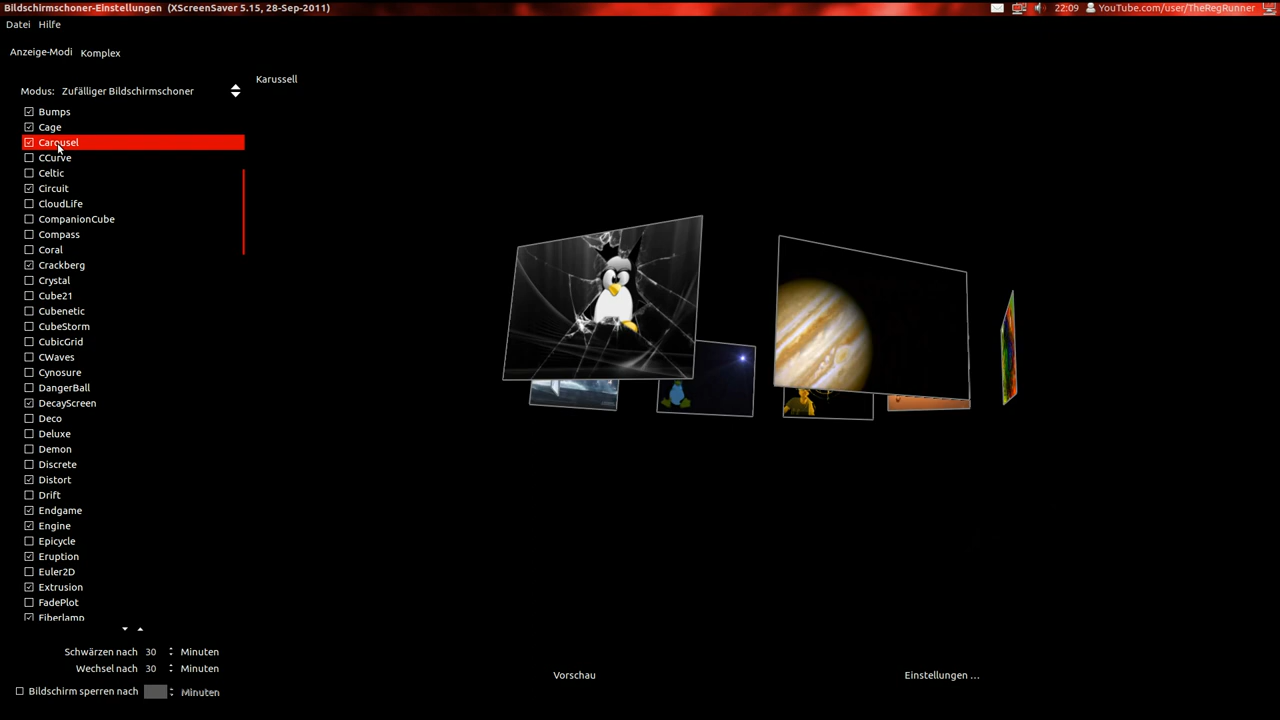 Bildschirmschoner-Einstellungen (XScreenSaver 5.15, 28-Sep-2011)
22:09 YouTube.com/user/TheRegRunner
Datei Hilfe
Anzeige-Modi Komplex
Karussell
Modus: Zufälliger Bildschirmschoner
Bumps
Cage
Carousel
CCurve
Celtic
Circuit
CloudLife
CompanionCube
Compass
Coral
Crackberg
Crystal
Cube21
Cubenetic
CubeStorm
CubicGrid
CWaves
Cynosure
DangerBall
DecayScreen
Deco
Deluxe
Demon
Discrete
Distort
Drift
Endgame
Engine
Epicycle
Eruption
Euler2D
Extrusion
FadePlot
Fiberlamp
Schwärzen nach 30 Minuten
Wechsel nach 30 Minuten
Bildschirm sperren nach Minuten
Vorschau
Einstellungen ...